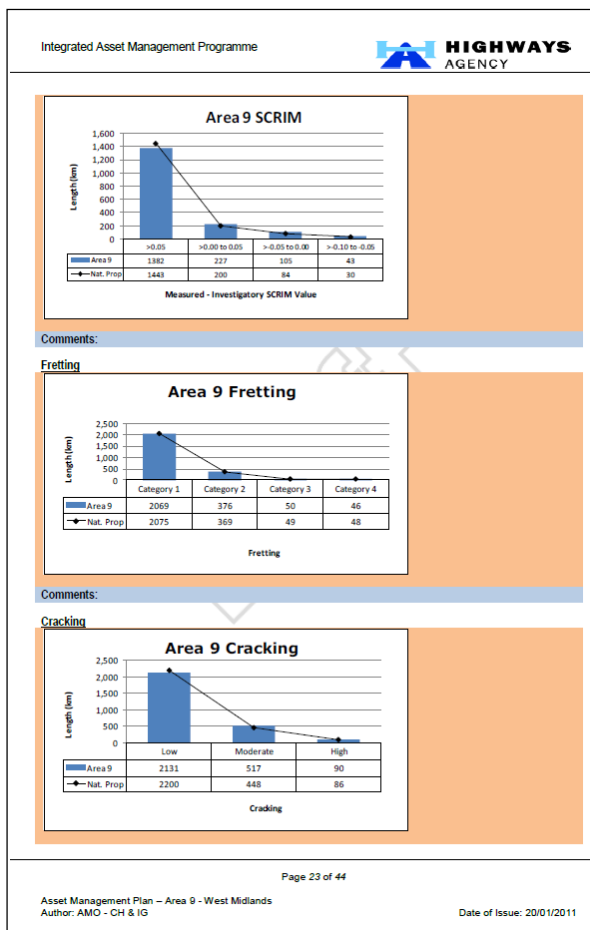 Integrated Asset Management Programme
HIGHWAYS
AGENCY
Area 9 SCRIM
Length (km)
1,600
1,400
1,200
1,000
800
600
400
200
0
>0.05 >0.00 to 0.05 >-0.05 to 0.00 >-0.10 to -0.05
Area 9 1382 227 105 43
Nat. Prop 1443 200 84 30
Measured - Investigatory SCRIM Value
Comments:
Fretting
Area 9 Fretting
Length (km)
2,500
2,000
1,500
1,000
500
0
Category 1 Category 2 Category 3 Category 4
Area 9 2069 376 50 46
Nat. Prop 2075 369 49 48
Fretting
Comments:
Cracking
Area 9 Cracking
Length (km)
2,500
2,000
1,500
1,000
500
0
Low Moderate High
Area 9 2131 517 90
Nat. Prop 2200 448 86
Cracking
Page 23 of 44
Asset Management Plan – Area 9 - West Midlands
Author: AMO - CH & IG Date of Issue: 20/01/2011